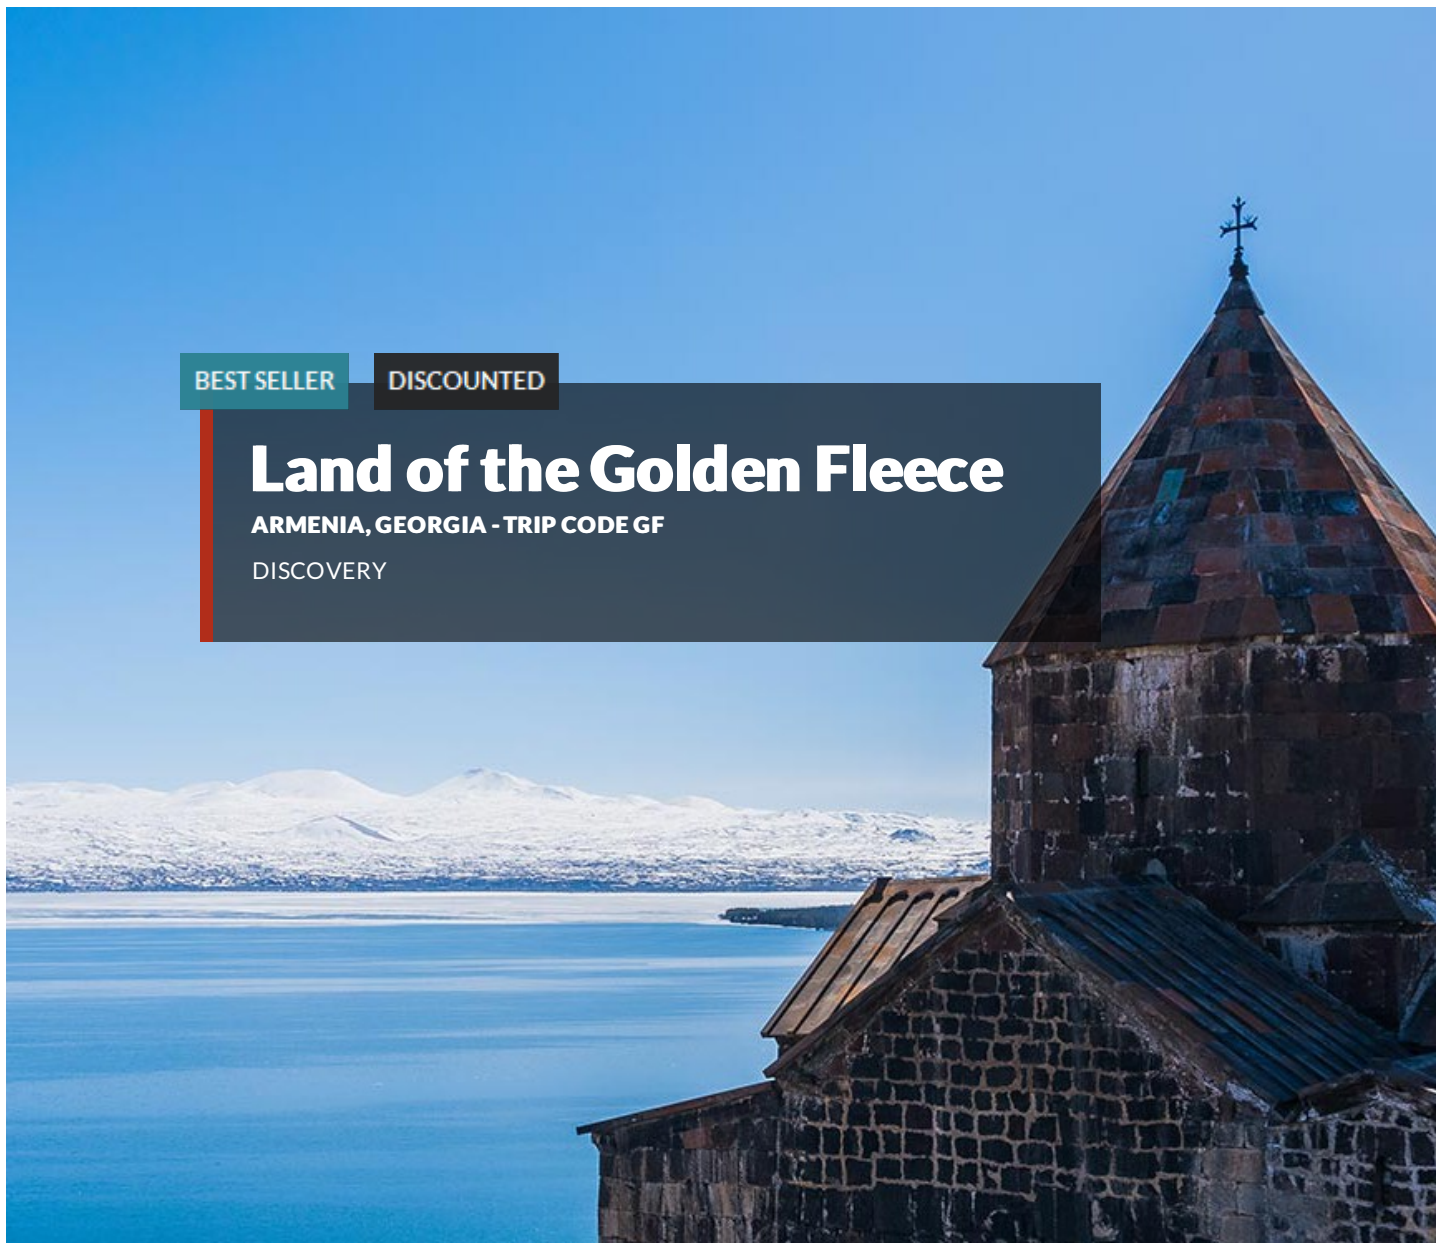 BEST SELLER DISCOUNTED
Land of the Golden Fleece
ARMENIA, GEORGIA - TRIP CODE GF
DISCOVERY